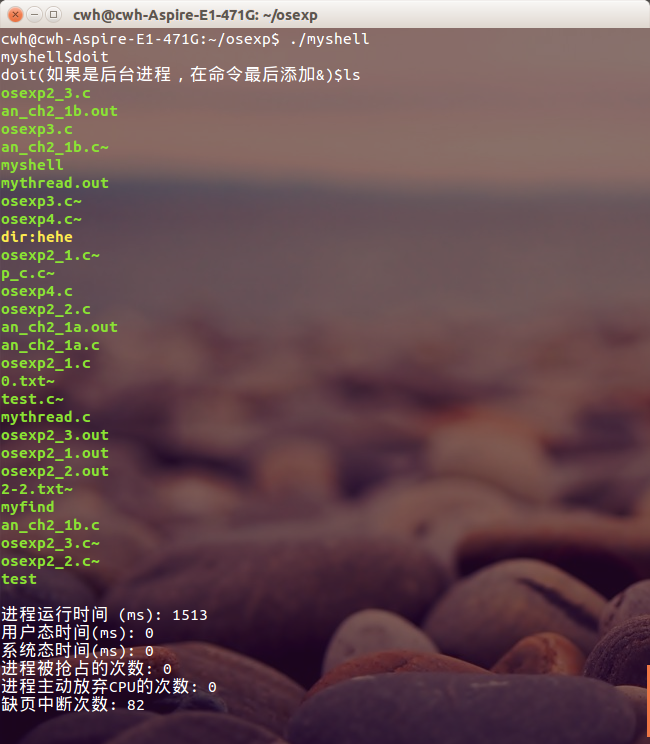 cwh@cwh-Aspire-E1-471G: ~/osexp
cwh@cwh-Aspire-E1-471G:~/osexp$ ./myshell
myshell$doit
doit(如果是后台进程，在命令最后添加&)$ls
osexp2_3.c
an_ch2_1b.out
osexp3.c
an_ch2_1b.c~
myshell
mythread.out
osexp3.c~
osexp4.c~
dir:hehe
osexp2_1.c~
p_c.c~
osexp4.c
osexp2_2.c
an_ch2_1a.out
an_ch2_1a.c
osexp2_1.c
0.txt~
test.c~
mythread.c
osexp2_3.out
osexp2_1.out
osexp2_2.out
2-2.txt~
myfind
an_ch2_1b.c
osexp2_3.c~
osexp2_2.c~
test
进程运行时间 (ms): 1513
用户态时间(ms): 0
系统态时间(ms): 0
进程被抢占的次数: 0
进程主动放弃CPU的次数: 0
缺页中断次数: 82